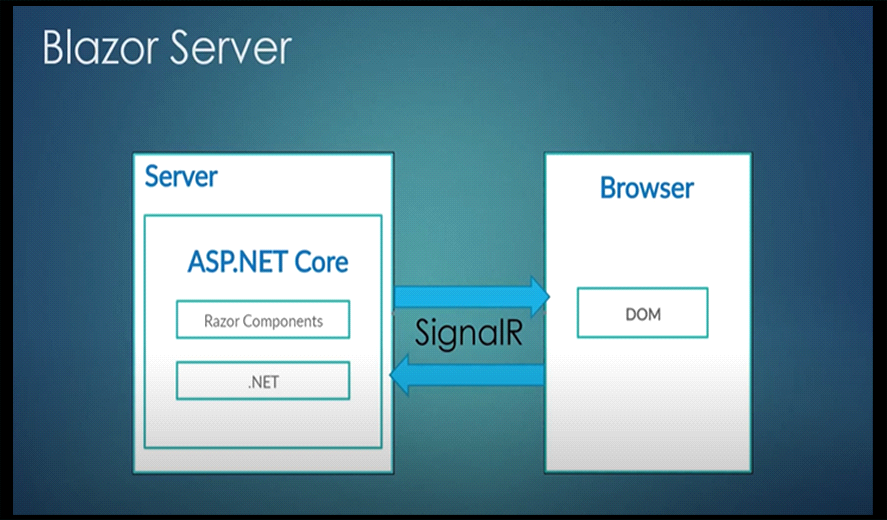 Blazor Server
Server
ASP.NET Core
Razor Components
.NET
SignalR
Browser
DOM